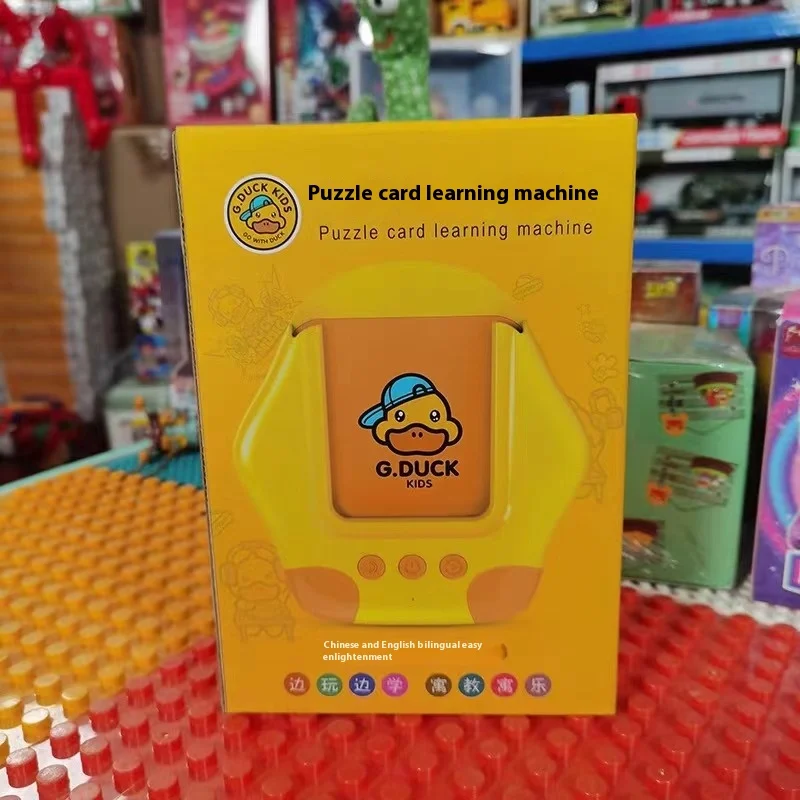 G.DUCK KIDS
GO WITH DUCK
Puzzle card learning machine
Puzzle card learning machine
G.DUCK
KIDS
Chinese and English bilingual easy
enlightenment
边玩边学 寓教寓乐